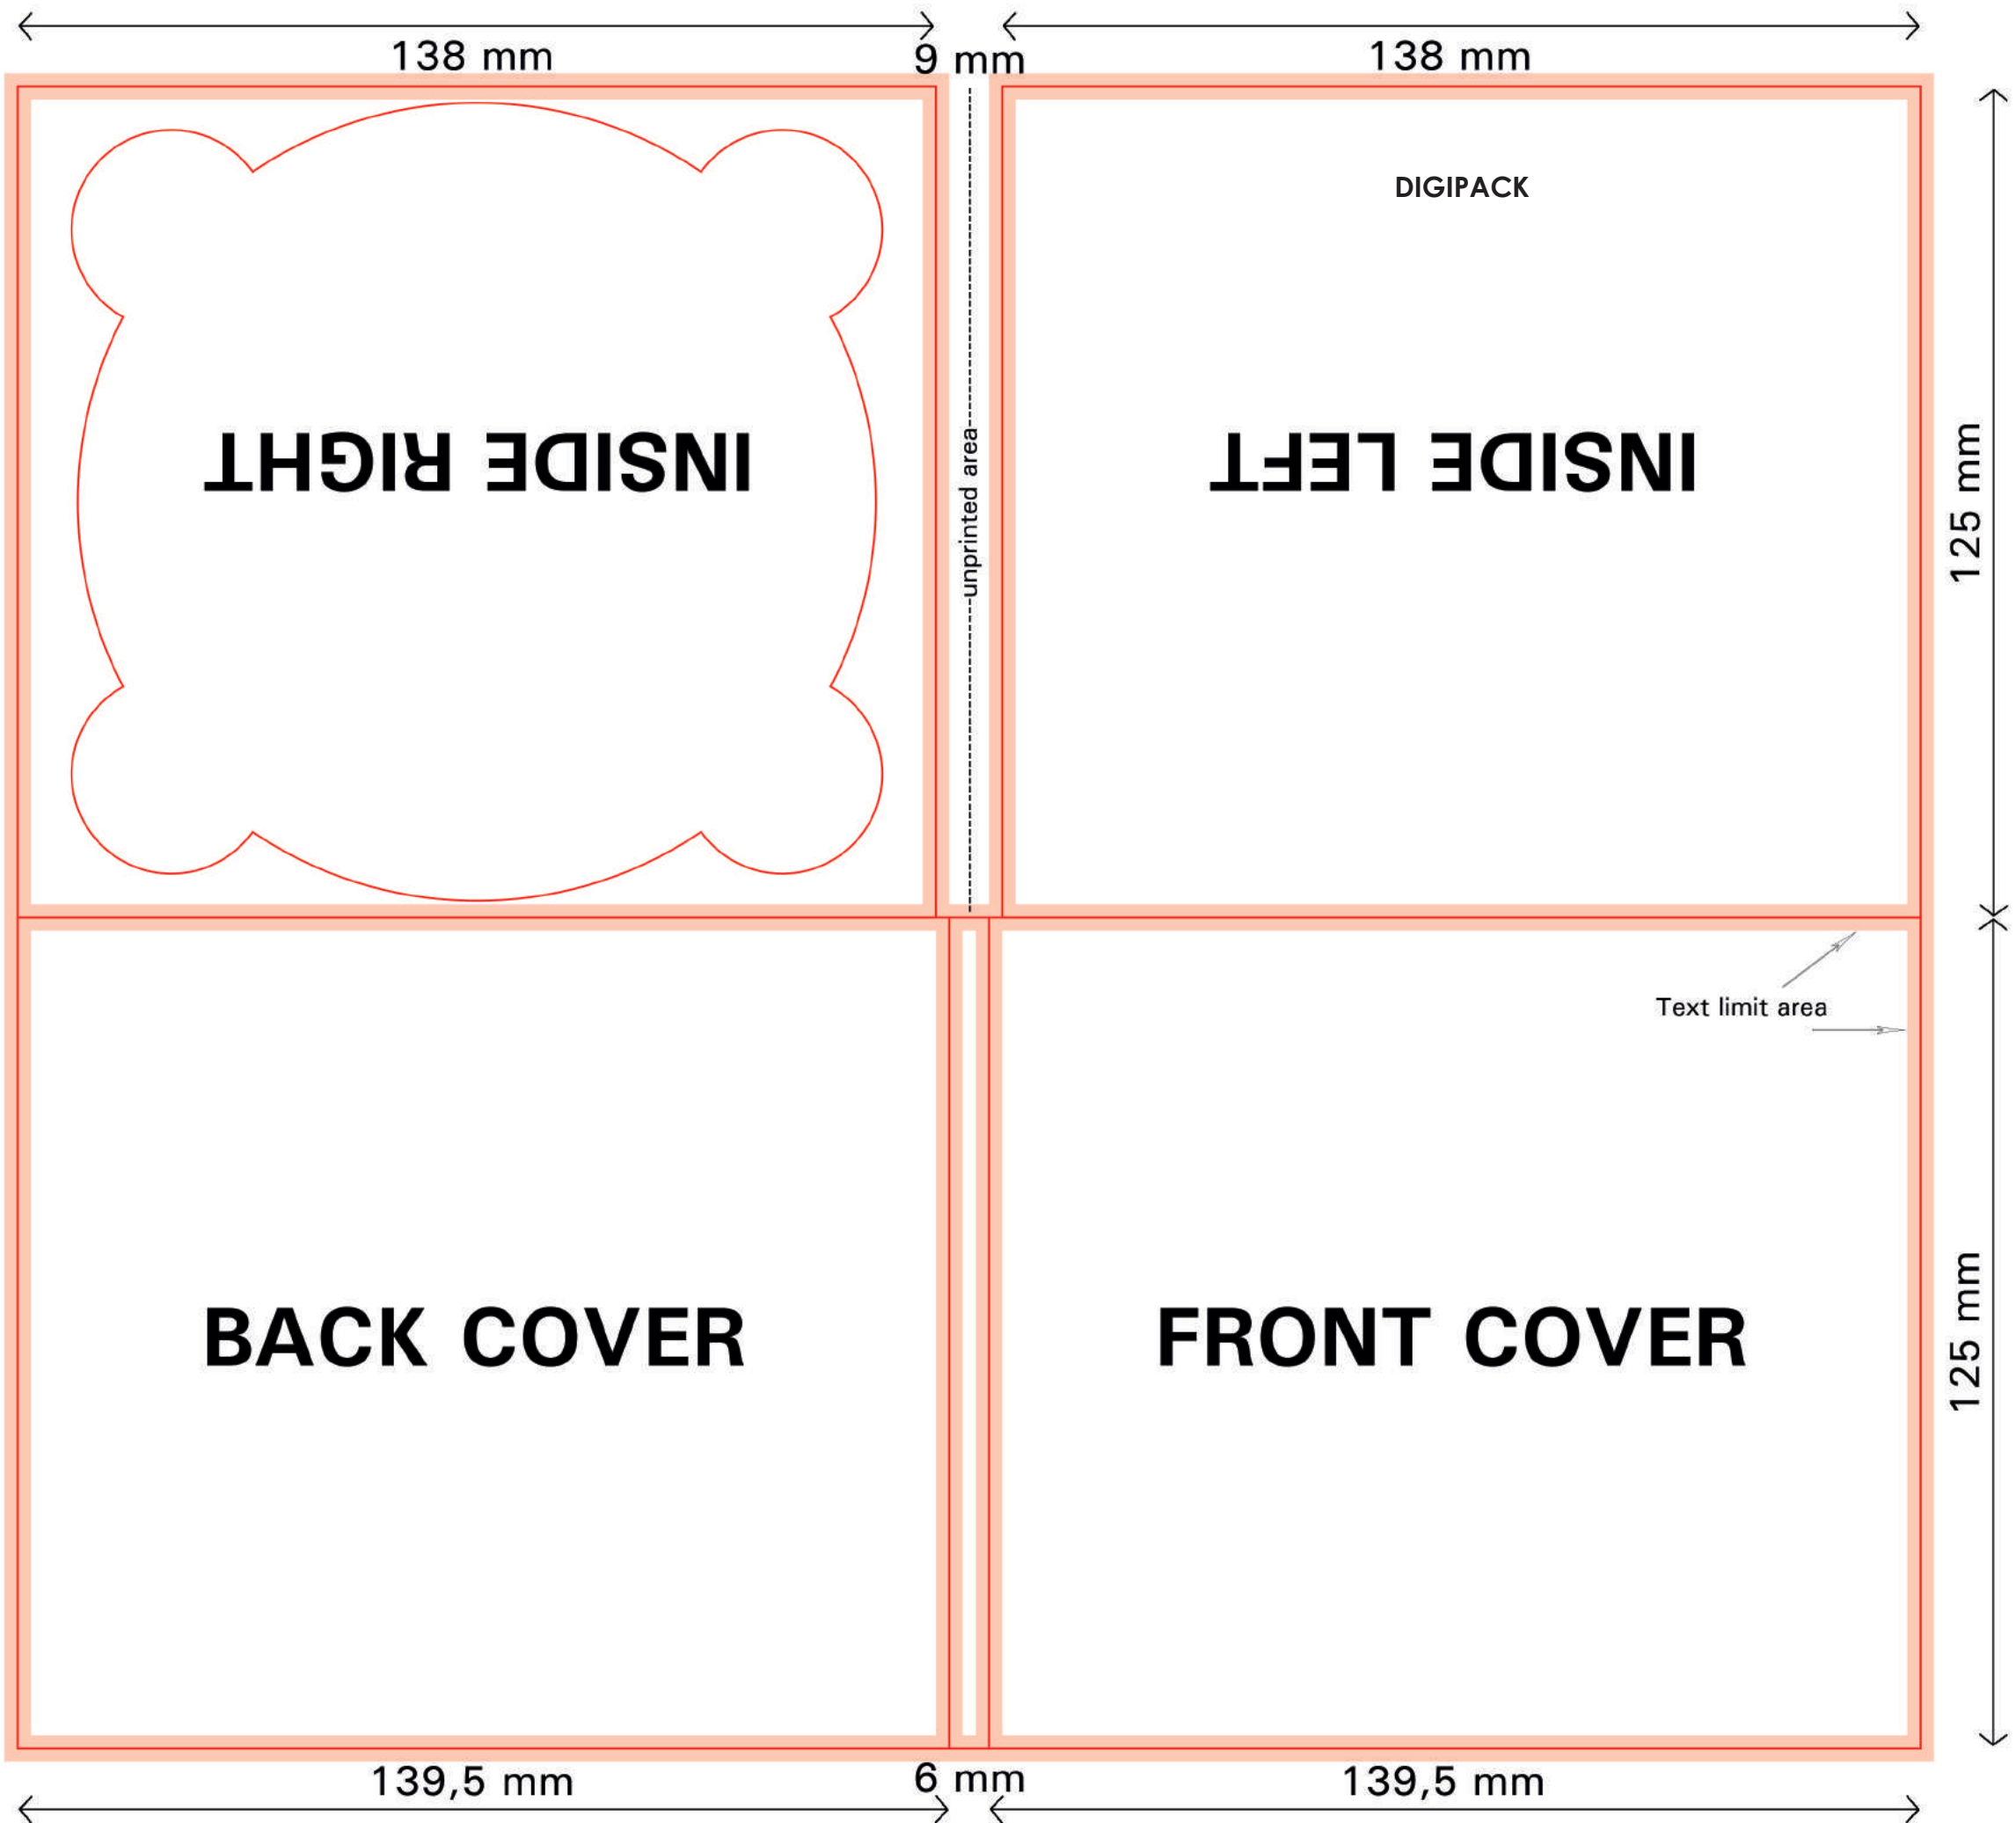 138 mm
9 mm
138 mm
DIGIPACK
INSIDE RIGHT
-unprinted area-
INSIDE LEFT
125 mm
Text limit area
BACK COVER
FRONT COVER
125 mm
139,5 mm
6 mm
139,5 mm